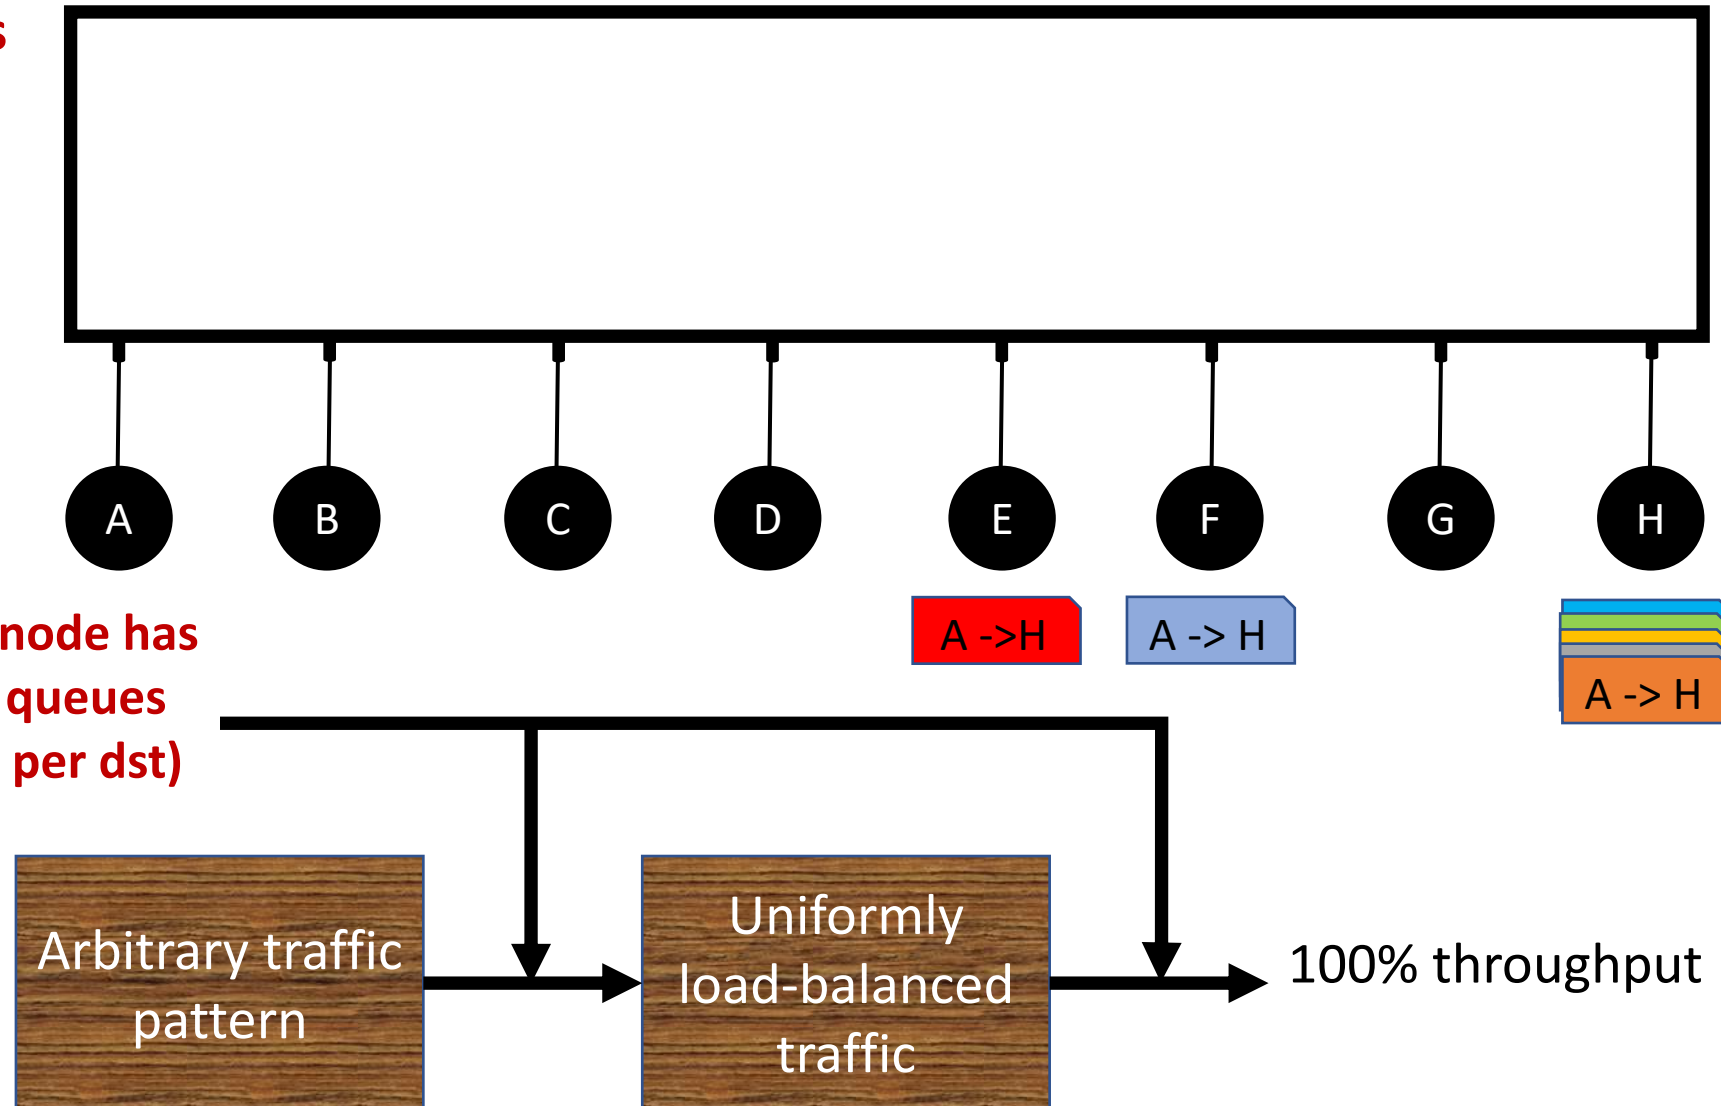 s
A
B
C
D
E
F
G
H
A ->H
A -> H
A -> H
node has
queues
per dst)
Arbitrary traffic
pattern
Uniformly
load-balanced
traffic
100% throughput